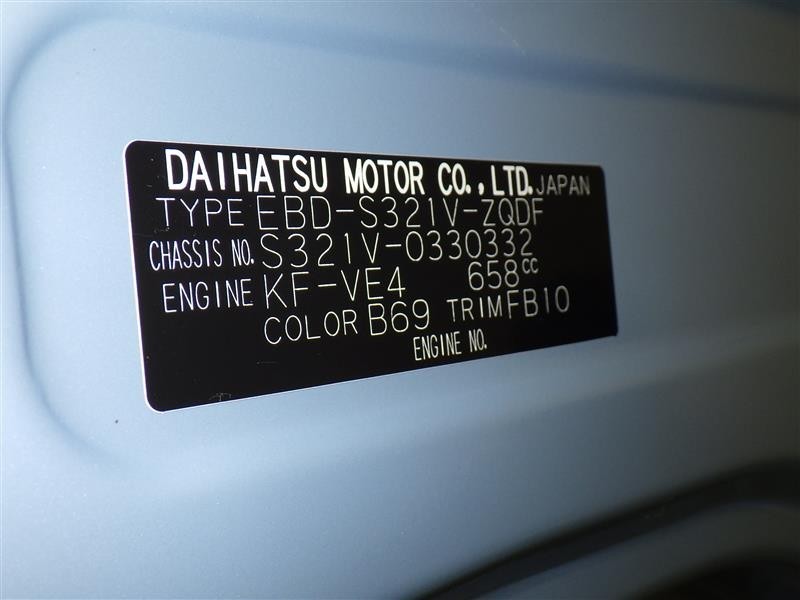 DAIHATSU MOTOR CO.,LTD. JAPAN
TYPE EBD-S321V-ZQDF
CHASSIS NO. S321V-0330332
ENGINE KF-VE4 658cc
COLOR B69 TRIM FB10
ENGINE NO.